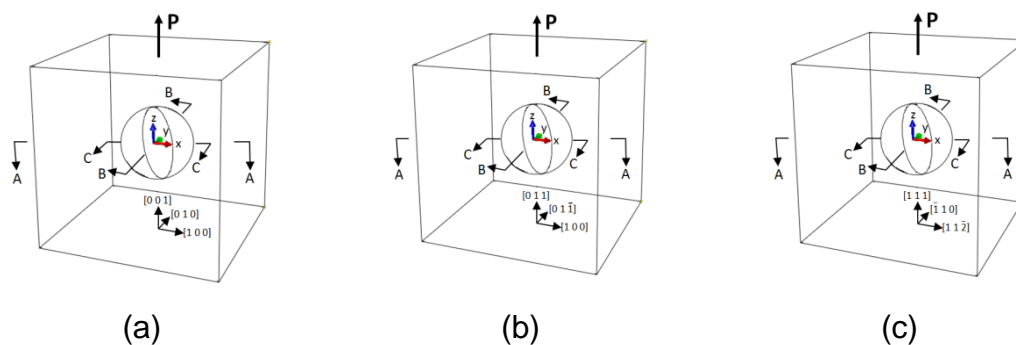 P
B
z
y
x
C
C
A
A
B
[0 0 1]
[0 1 0]
[1 0 0]
(a)
P
B
z
y
x
C
C
A
A
B
[0 1 1]
[0 1 1̄]
[1 0 0]
(b)
P
B
z
y
x
C
C
A
A
B
[1 1 1]
[1̄ 1 0]
[1 1 2̄]
(c)